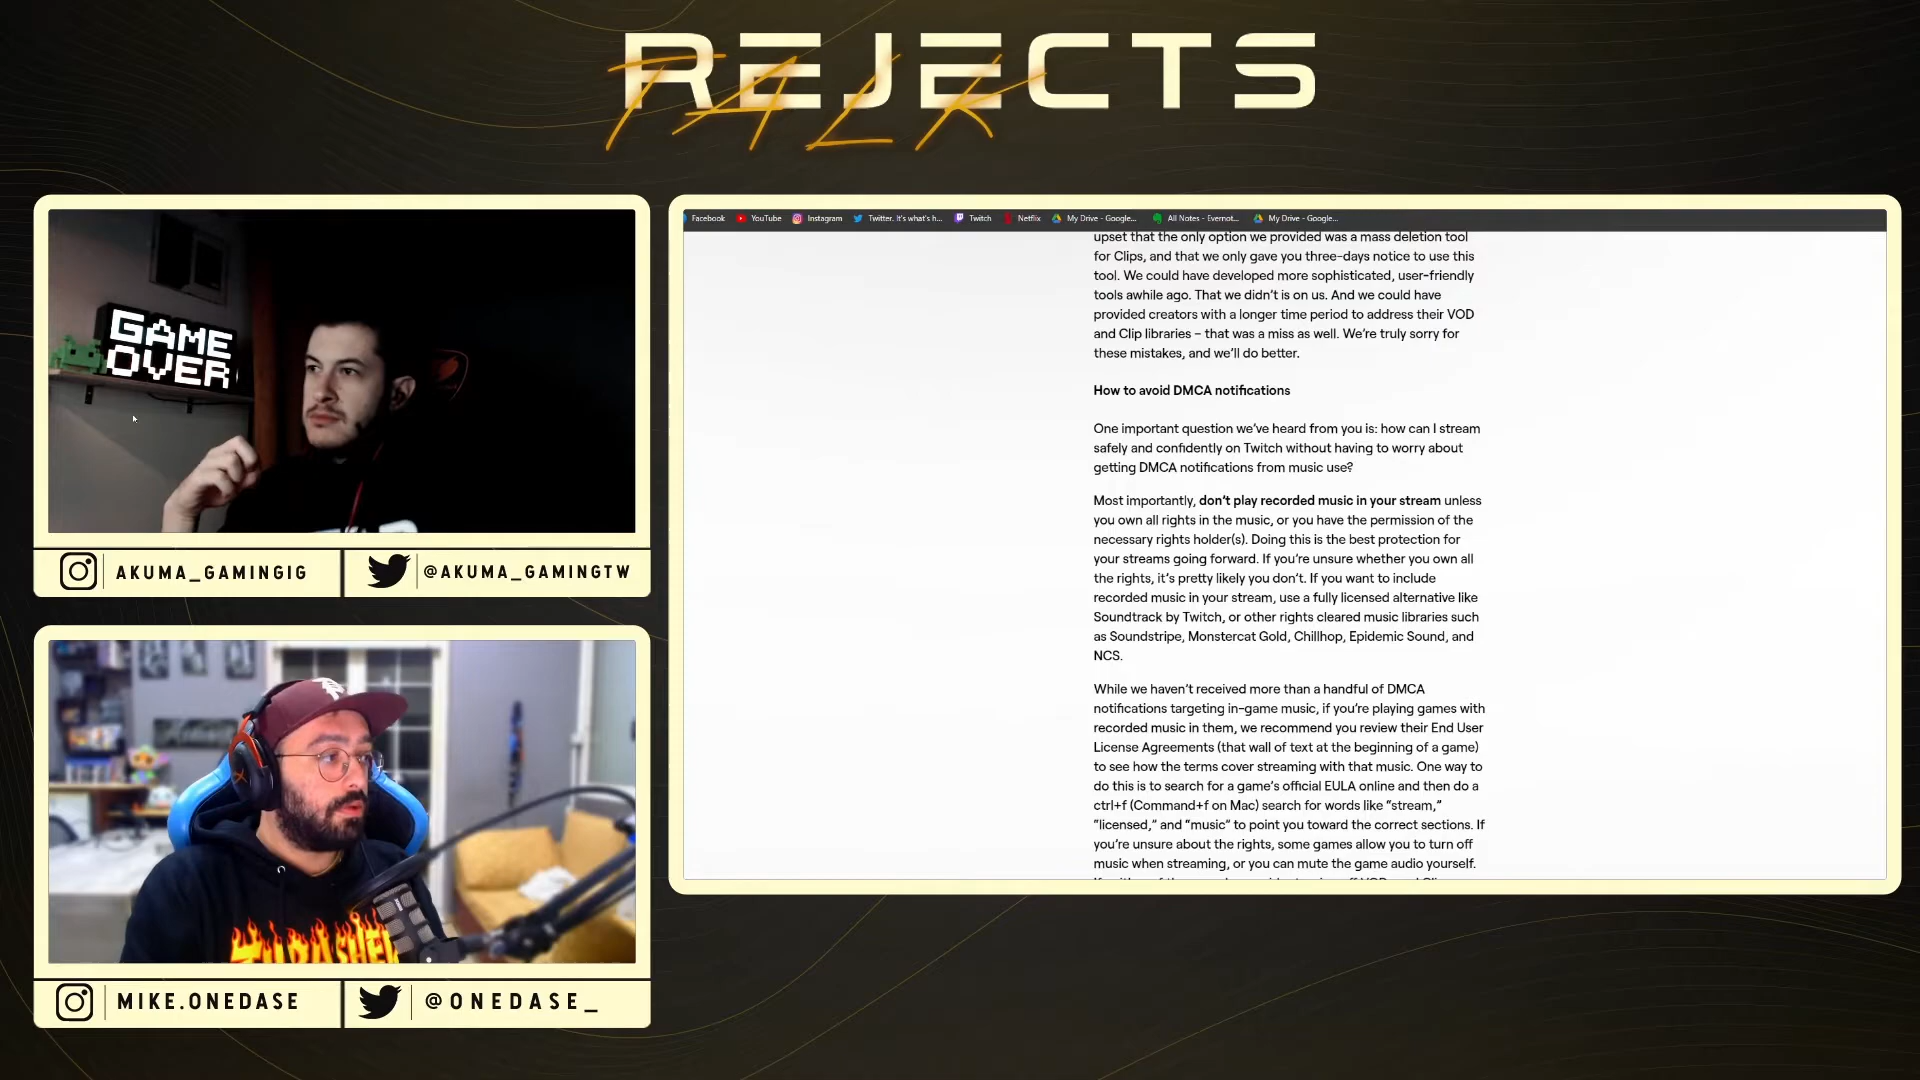 REJECTS
TALK
GAME
OVER
AKUMA_GAMINGIG
@AKUMA_GAMINGTW
THRASHER
MIKE.ONEDASE
@ONEDASE_
Facebook YouTube Instagram Twitter. It's what's h... Twitch Netflix My Drive - Google... All Notes - Evernot... My Drive - Google...
upset that the only option we provided was a mass deletion tool
for Clips, and that we only gave you three-days notice to use this
tool. We could have developed more sophisticated, user-friendly
tools awhile ago. That we didn’t is on us. And we could have
provided creators with a longer time period to address their VOD
and Clip libraries – that was a miss as well. We’re truly sorry for
these mistakes, and we’ll do better.
How to avoid DMCA notifications
One important question we’ve heard from you is: how can I stream
safely and confidently on Twitch without having to worry about
getting DMCA notifications from music use?
Most importantly, don’t play recorded music in your stream unless
you own all rights in the music, or you have the permission of the
necessary rights holder(s). Doing this is the best protection for
your streams going forward. If you’re unsure whether you own all
the rights, it’s pretty likely you don’t. If you want to include
recorded music in your stream, use a fully licensed alternative like
Soundtrack by Twitch, or other rights cleared music libraries such
as Soundstripe, Monstercat Gold, Chillhop, Epidemic Sound, and
NCS.
While we haven’t received more than a handful of DMCA
notifications targeting in-game music, if you’re playing games with
recorded music in them, we recommend you review their End User
License Agreements (that wall of text at the beginning of a game)
to see how the terms cover streaming with that music. One way to
do this is to search for a game’s official EULA online and then do a
ctrl+f (Command+f on Mac) search for words like “stream,”
“licensed,” and “music” to point you toward the correct sections. If
you’re unsure about the rights, some games allow you to turn off
music when streaming, or you can mute the game audio yourself.